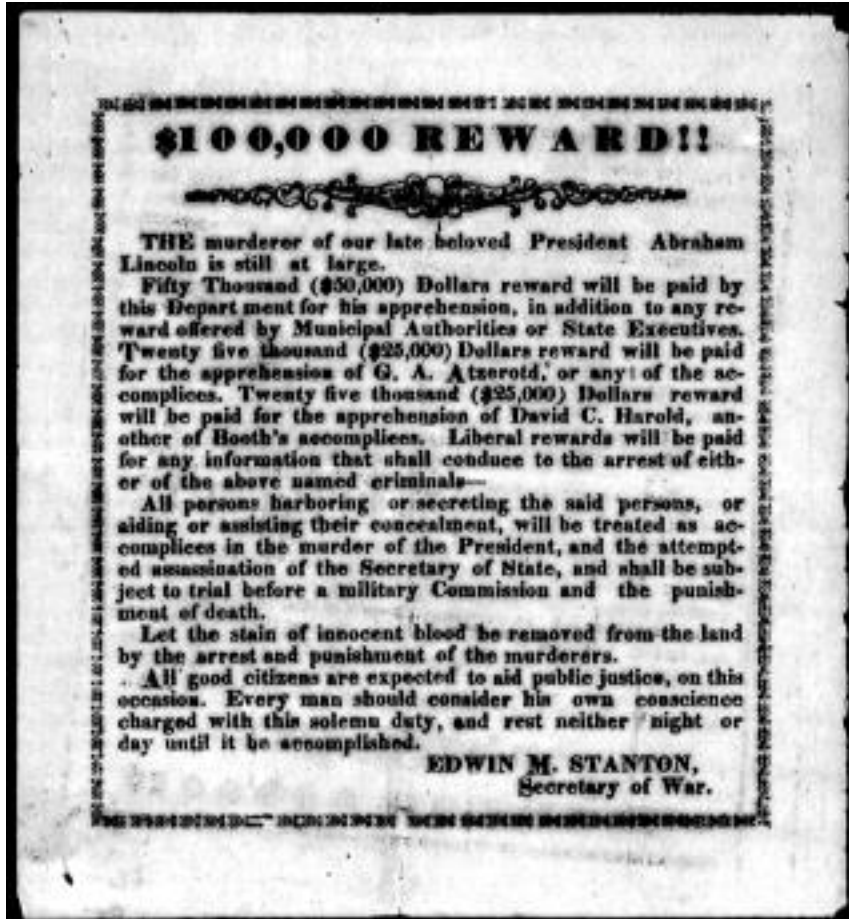 $100,000 REWARD!!
THE murderer of our late beloved President Abraham
Lincoln is still at large.
Fifty Thousand ($50,000) Dollars reward will be paid by
this Depart ment for his apprehension, in addition to any re-
ward offered by Municipal Authorities or State Executives.
Twenty five thousand ($25,000) Dollars reward will be paid
for the apprehension of G. A. Atzerotd, or any of the ac-
complices. Twenty five thousand ($25,000) Dollars reward
will be paid for the apprehension of David C. Harold, an-
other of Booth's accomplices. Liberal rewards will be paid
for any information that shall conduce to the arrest of eith-
er of the above named criminals—
All persons harboring or secreting the said persons, or
aiding or assisting their concealment, will be treated as ac-
complices in the murder of the President, and the attempt-
ed assassination of the Secretary of State, and shall be sub-
ject to trial before a military Commission and the punish-
ment of death.
Let the stain of innocent blood be removed from the land
by the arrest and punishment of the murderers.
All good citizens are expected to aid public justice, on this
occasion. Every man should consider his own conscience
charged with this solemn duty, and rest neither night or
day until it be accomplished.
EDWIN M. STANTON,
Secretary of War.